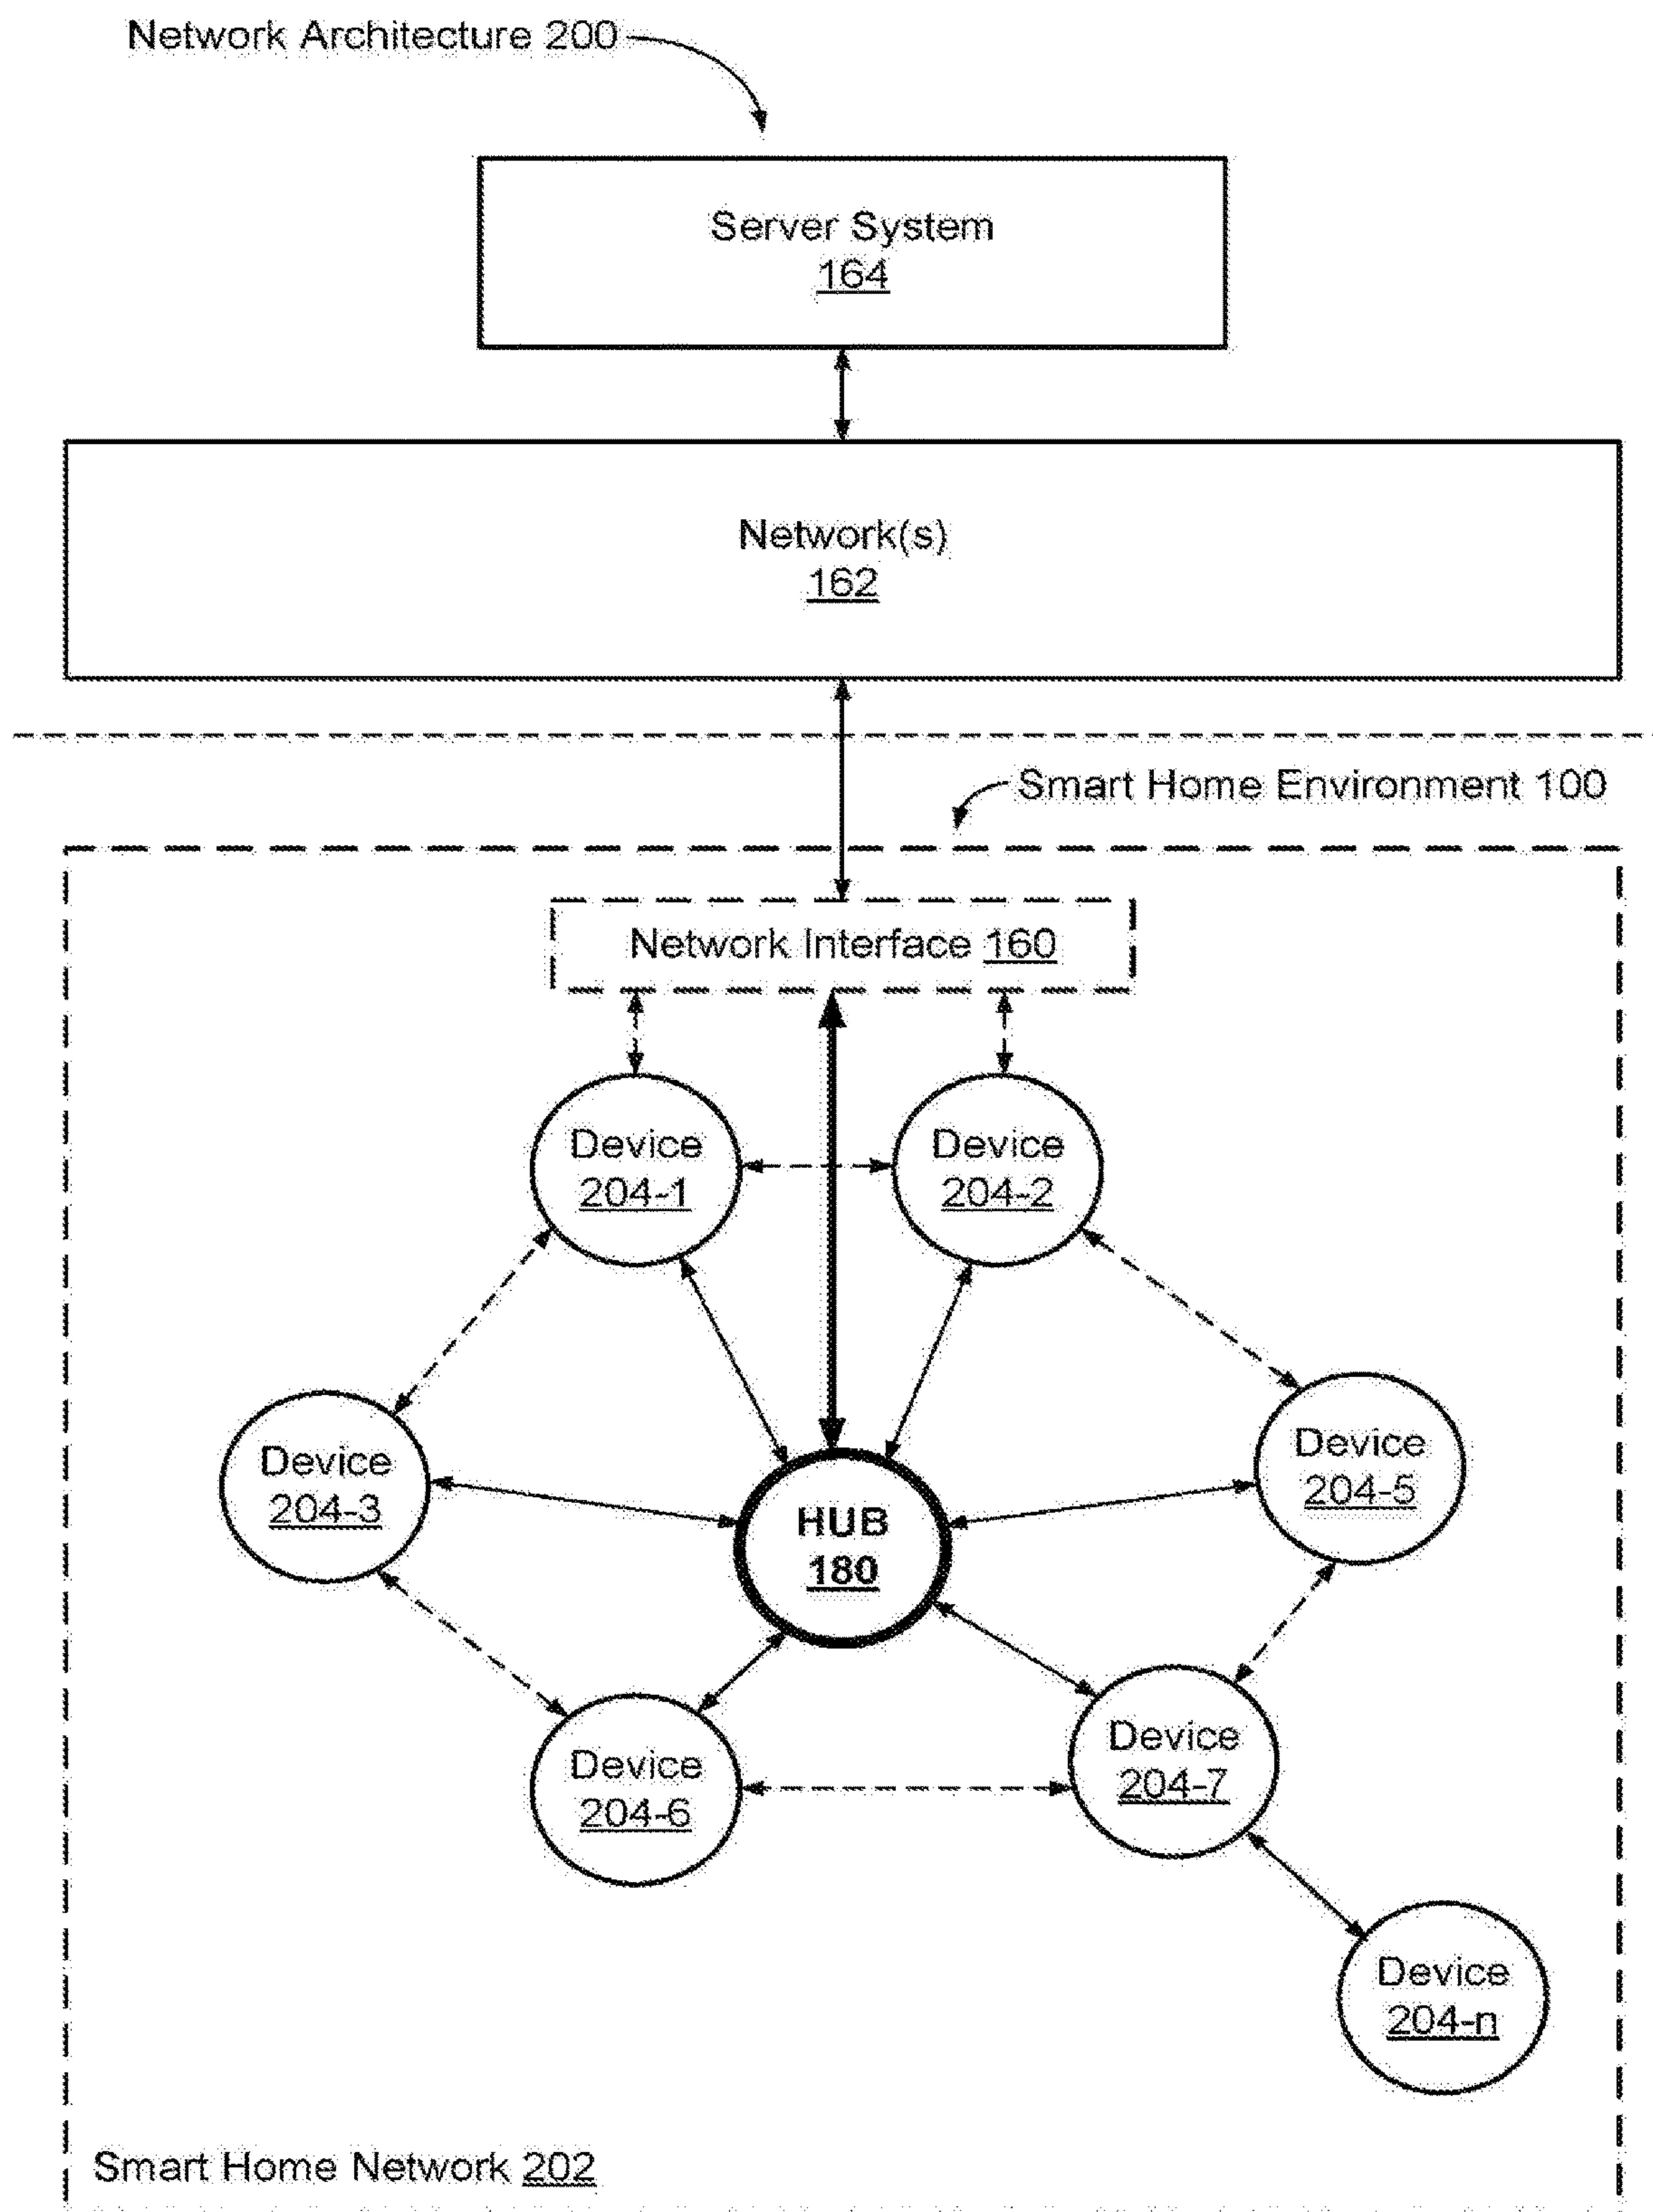 Network Architecture 200
Server System
164
Network(s)
162
Smart Home Environment 100
Network Interface 160
Device
204-1
Device
204-2
Device
204-3
Device
204-5
HUB
180
Device
204-6
Device
204-7
Device
204-n
Smart Home Network 202